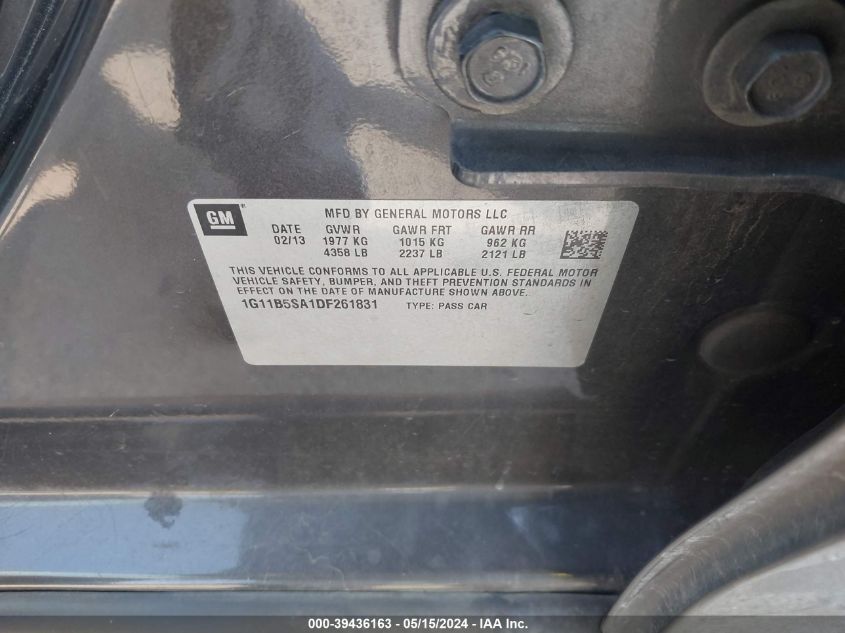 GM MFD BY GENERAL MOTORS LLC
DATE GVWR GAWR FRT GAWR RR
02/13 1977 KG 1015 KG 962 KG
4358 LB 2237 LB 2121 LB
THIS VEHICLE CONFORMS TO ALL APPLICABLE U.S. FEDERAL MOTOR
VEHICLE SAFETY, BUMPER, AND THEFT PREVENTION STANDARDS IN
EFFECT ON THE DATE OF MANUFACTURE SHOWN ABOVE.
1G11B5SA1DF261831 TYPE: PASS CAR
000-39436163 - 05/15/2024 - IAA Inc.